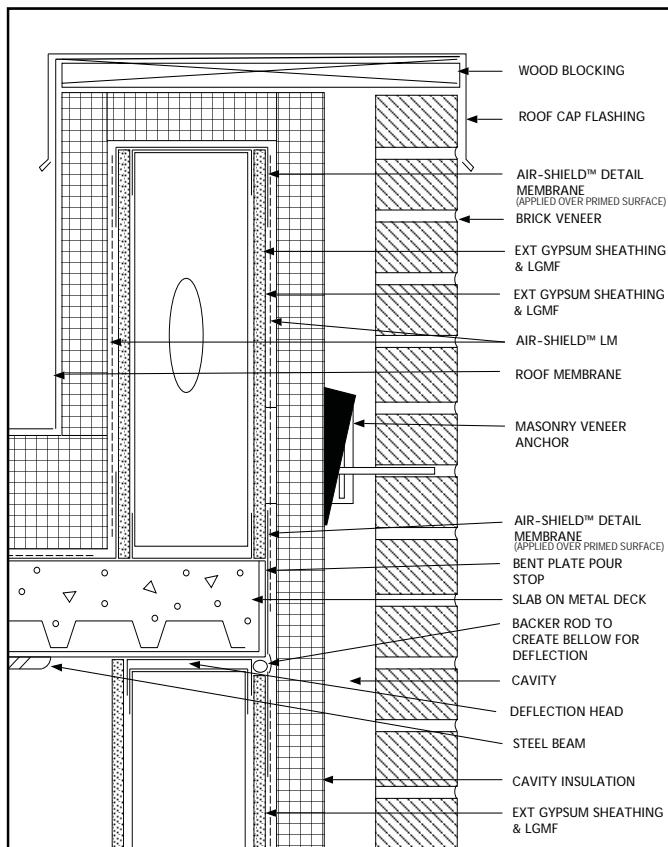 WOOD BLOCKING
ROOF CAP FLASHING
AIR-SHIELD™ DETAIL
MEMBRANE
(APPLIED OVER PRIMED SURFACE)
BRICK VENEER
EXT GYPSUM SHEATHING
& LGMF
EXT GYPSUM SHEATHING
& LGMF
AIR-SHIELD™ LM
ROOF MEMBRANE
MASONRY VENEER
ANCHOR
AIR-SHIELD™ DETAIL
MEMBRANE
(APPLIED OVER PRIMED SURFACE)
BENT PLATE POUR
STOP
SLAB ON METAL DECK
BACKER ROD TO
CREATE BELLOW FOR
DEFLECTION
CAVITY
DEFLECTION HEAD
STEEL BEAM
CAVITY INSULATION
EXT GYPSUM SHEATHING
& LGMF